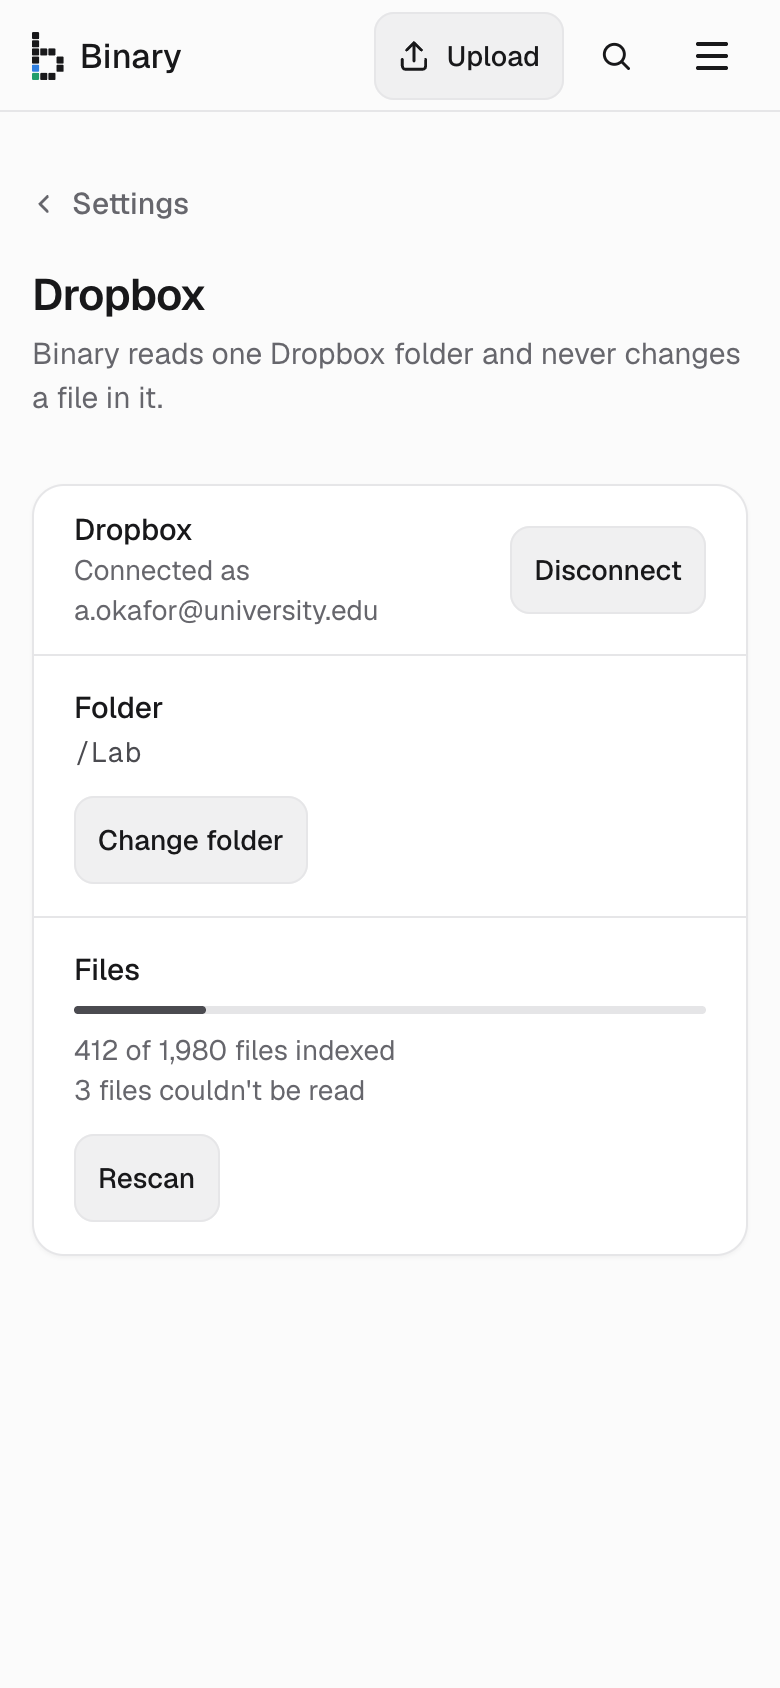 Binary
Upload
Settings
Dropbox
Binary reads one Dropbox folder and never changes
a file in it.
Dropbox
Connected as
a.okafor@university.edu
Disconnect
Folder
/Lab
Change folder
Files
412 of 1,980 files indexed
3 files couldn't be read
Rescan